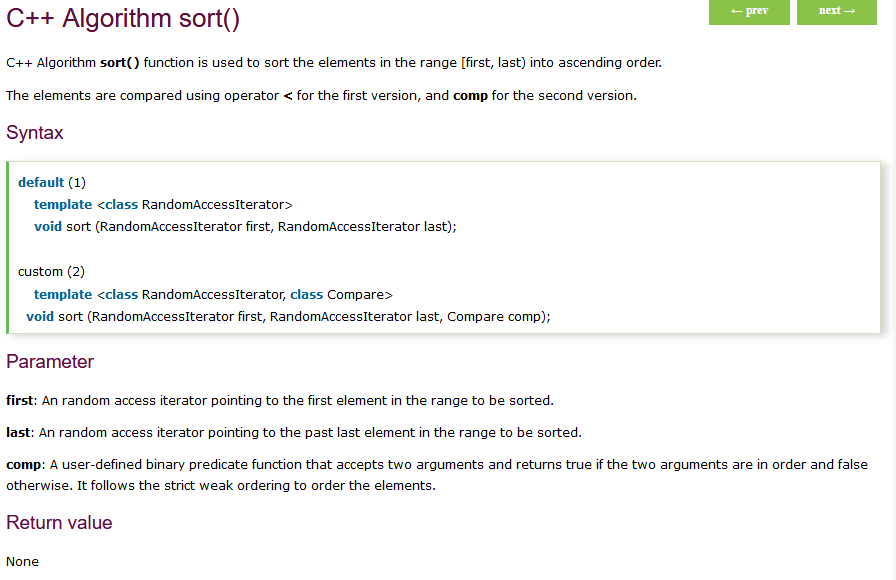 C++ Algorithm sort()
← prev
next →
C++ Algorithm sort() function is used to sort the elements in the range [first, last) into ascending order.
The elements are compared using operator < for the first version, and comp for the second version.
Syntax
default (1)
template <class RandomAccessIterator>
void sort (RandomAccessIterator first, RandomAccessIterator last);
custom (2)
template <class RandomAccessIterator, class Compare>
void sort (RandomAccessIterator first, RandomAccessIterator last, Compare comp);
Parameter
first: An random access iterator pointing to the first element in the range to be sorted.
last: An random access iterator pointing to the past last element in the range to be sorted.
comp: A user-defined binary predicate function that accepts two arguments and returns true if the two arguments are in order and false
otherwise. It follows the strict weak ordering to order the elements.
Return value
None